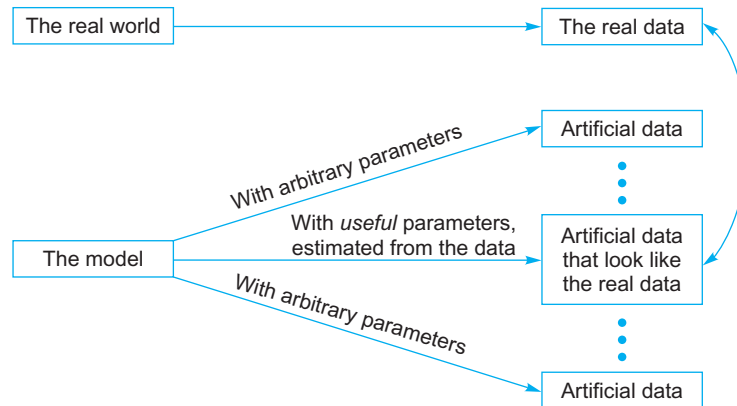 The real world
The real data
Artificial data
With arbitrary parameters
With useful parameters,
estimated from the data
The model
Artificial data
that look like
the real data
With arbitrary parameters
Artificial data